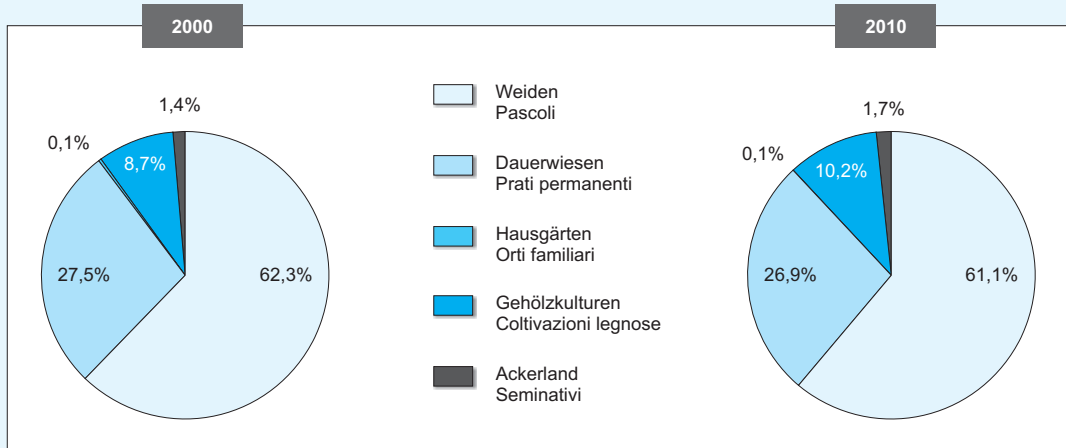 2000
1,4%
0,1%
8,7%
27,5%
62,3%
Weiden
Pascoli
Dauerwiesen
Prati permanenti
Hausgärten
Orti familiari
Gehölzkulturen
Coltivazioni legnose
Ackerland
Seminativi
2010
1,7%
0,1%
10,2%
26,9%
61,1%